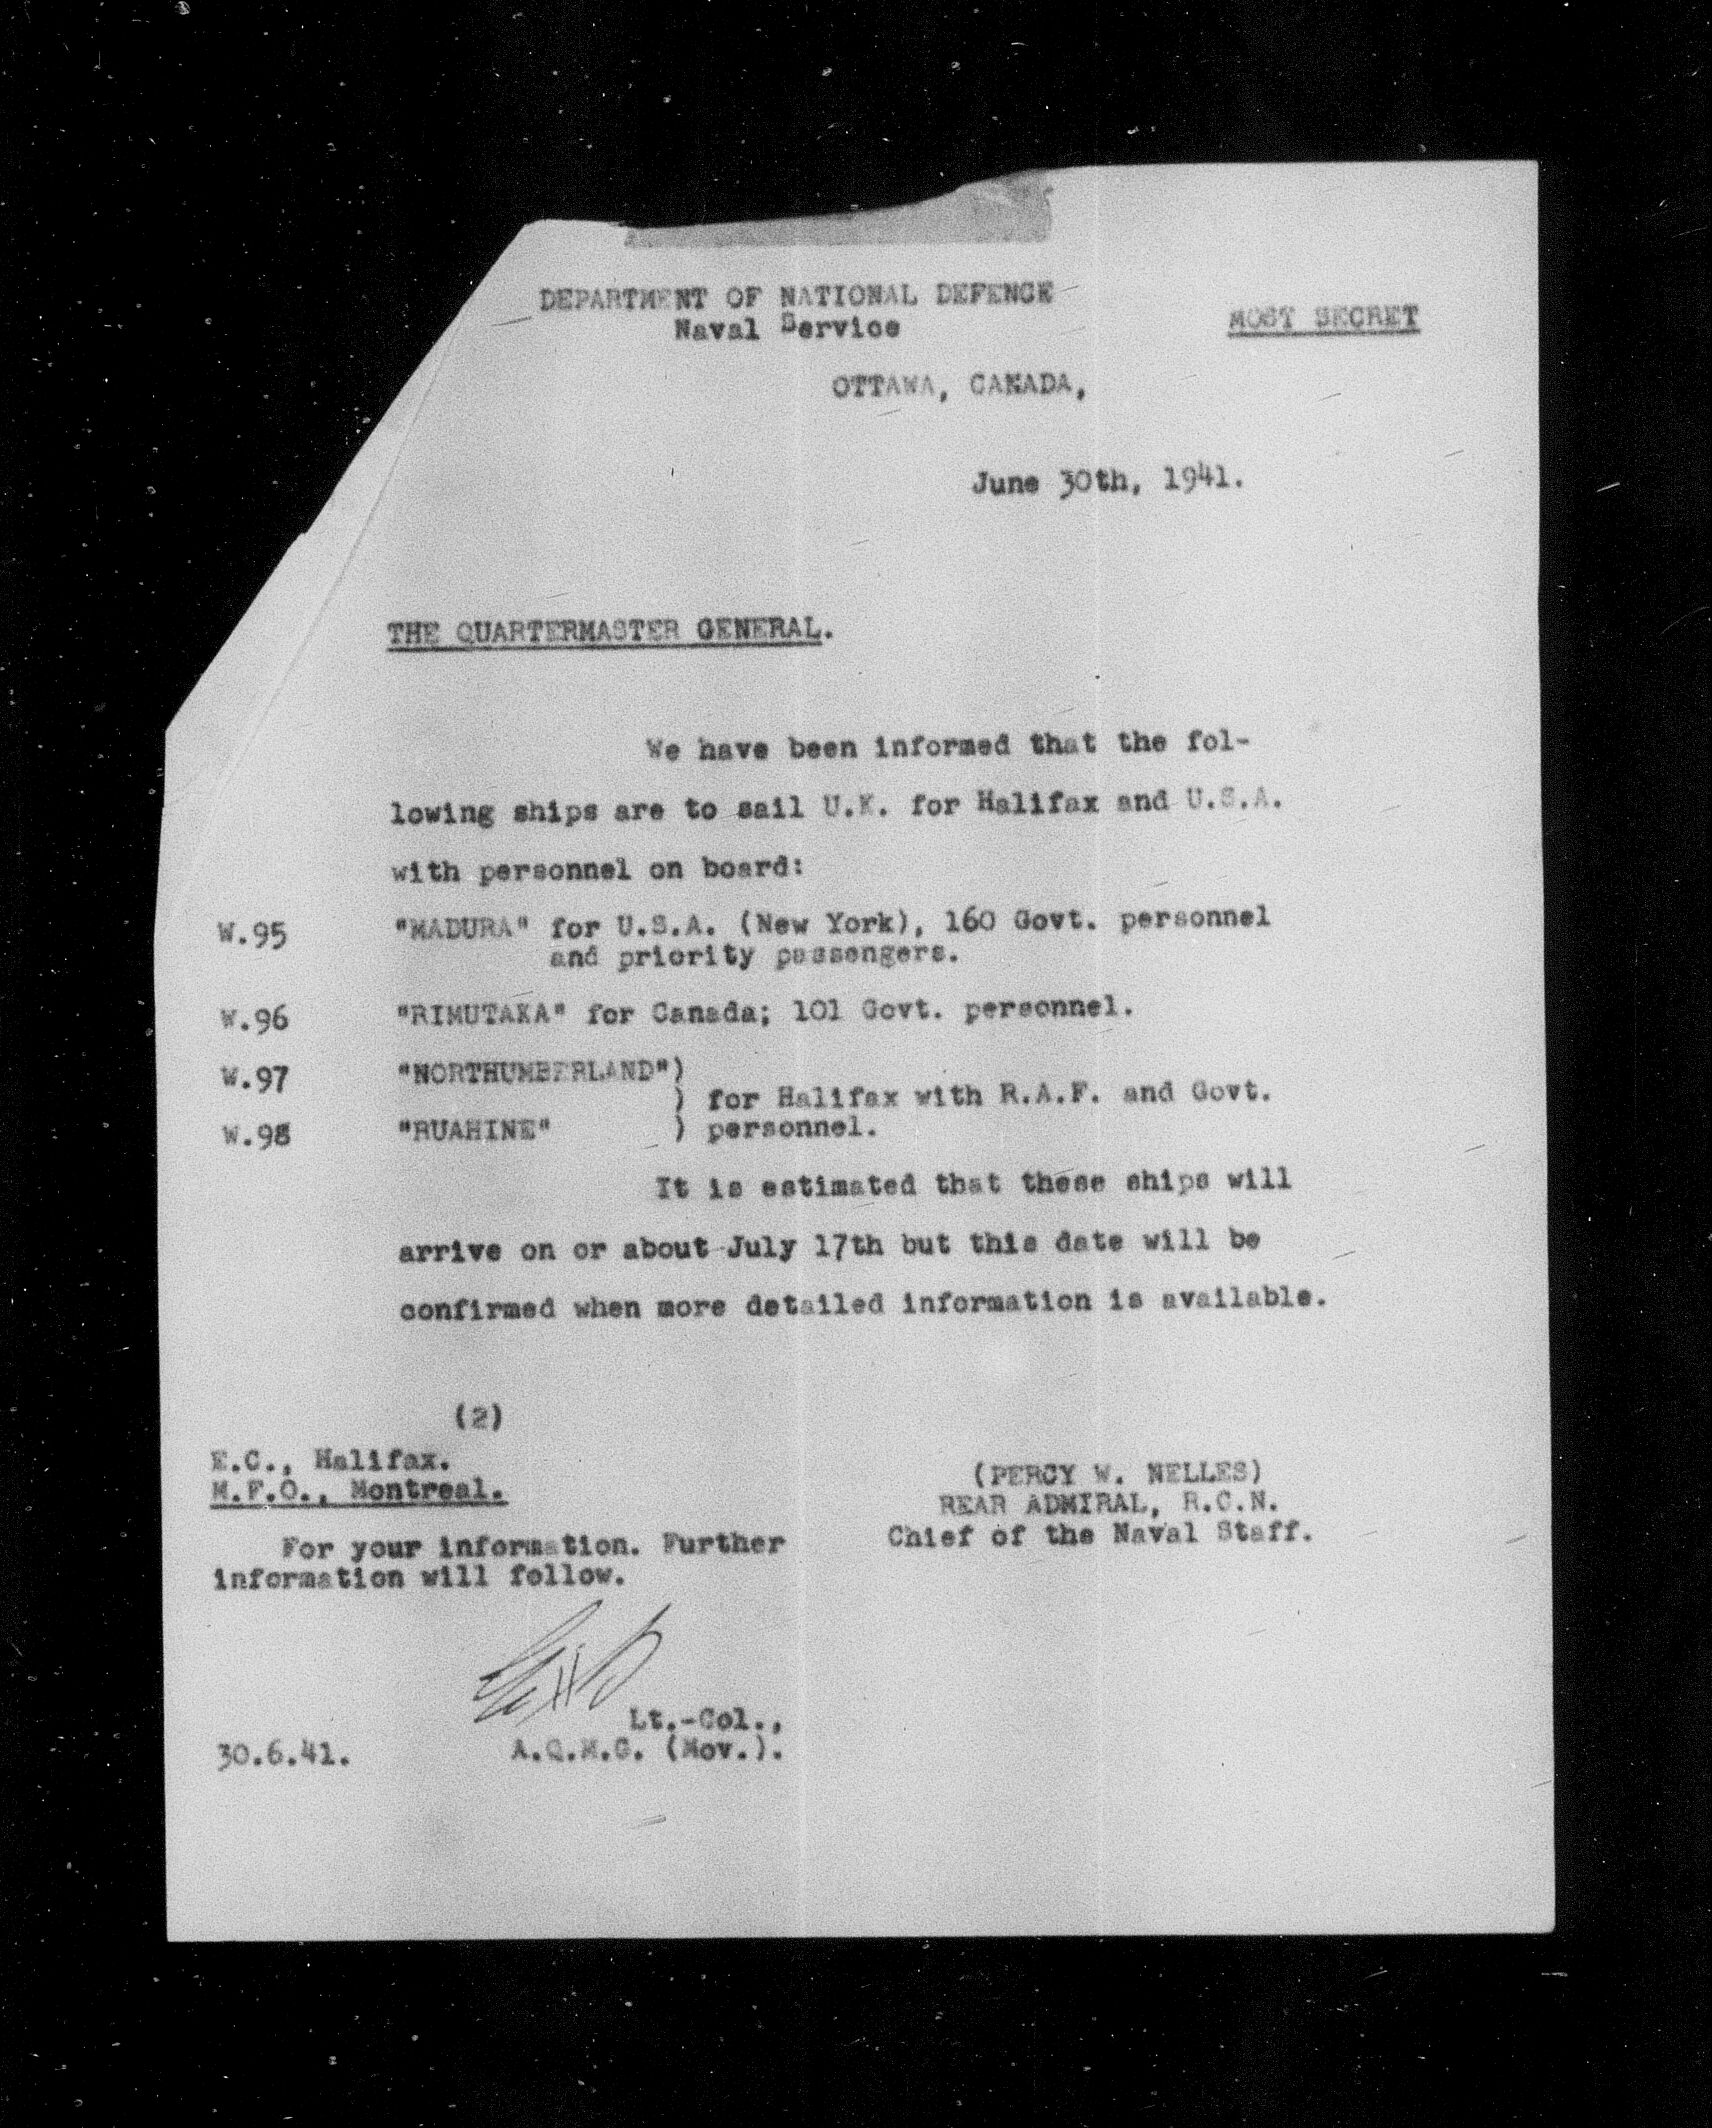 DEPARTMENT OF NATIONAL DEFENCE
Naval Service
MOST SECRET
OTTAWA, CANADA,
June 30th, 1941.
THE QUARTERMASTER GENERAL.
We have been informed that the fol-
lowing ships are to sail U.K. for Halifax and U.S.A.
with personnel on board:
W.95 "MADURA" for U.S.A. (New York), 160 Govt. personnel
and priority passengers.
W.96 "RIMUTAKA" for Canada; 101 Govt. personnel.
W.97 "NORTHUMBERLAND")
) for Halifax with R.A.F. and Govt.
W.98 "RUAHINE" ) personnel.
It is estimated that these ships will
arrive on or about July 17th but this date will be
confirmed when more detailed information is available.
(2)
E.C., Halifax.
M.F.O., Montreal.
For your information. Further
information will follow.
Lt.-Col.,
30.6.41. A.Q.M.G. (Mov.).
(PERCY W. NELLES)
REAR ADMIRAL, R.C.N.
Chief of the Naval Staff.